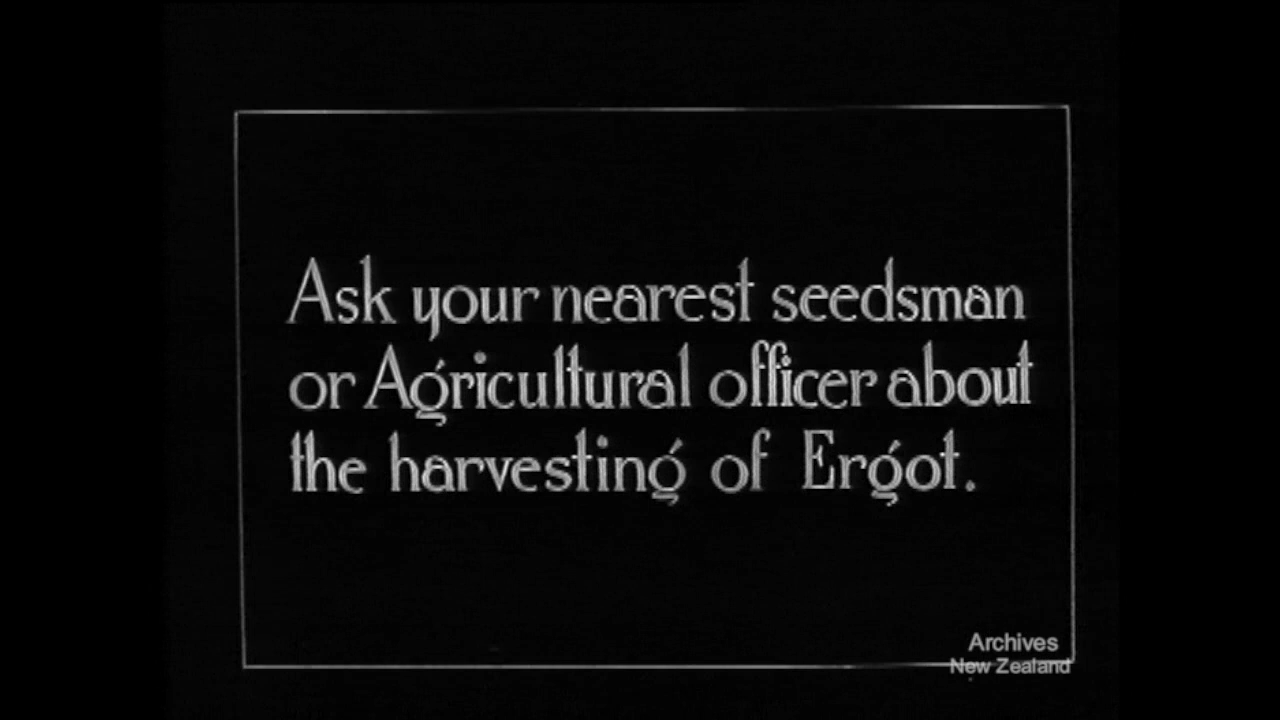 Ask your nearest seedsman
or Agricultural officer about
the harvesting of Ergot.
Archives
New Zealand